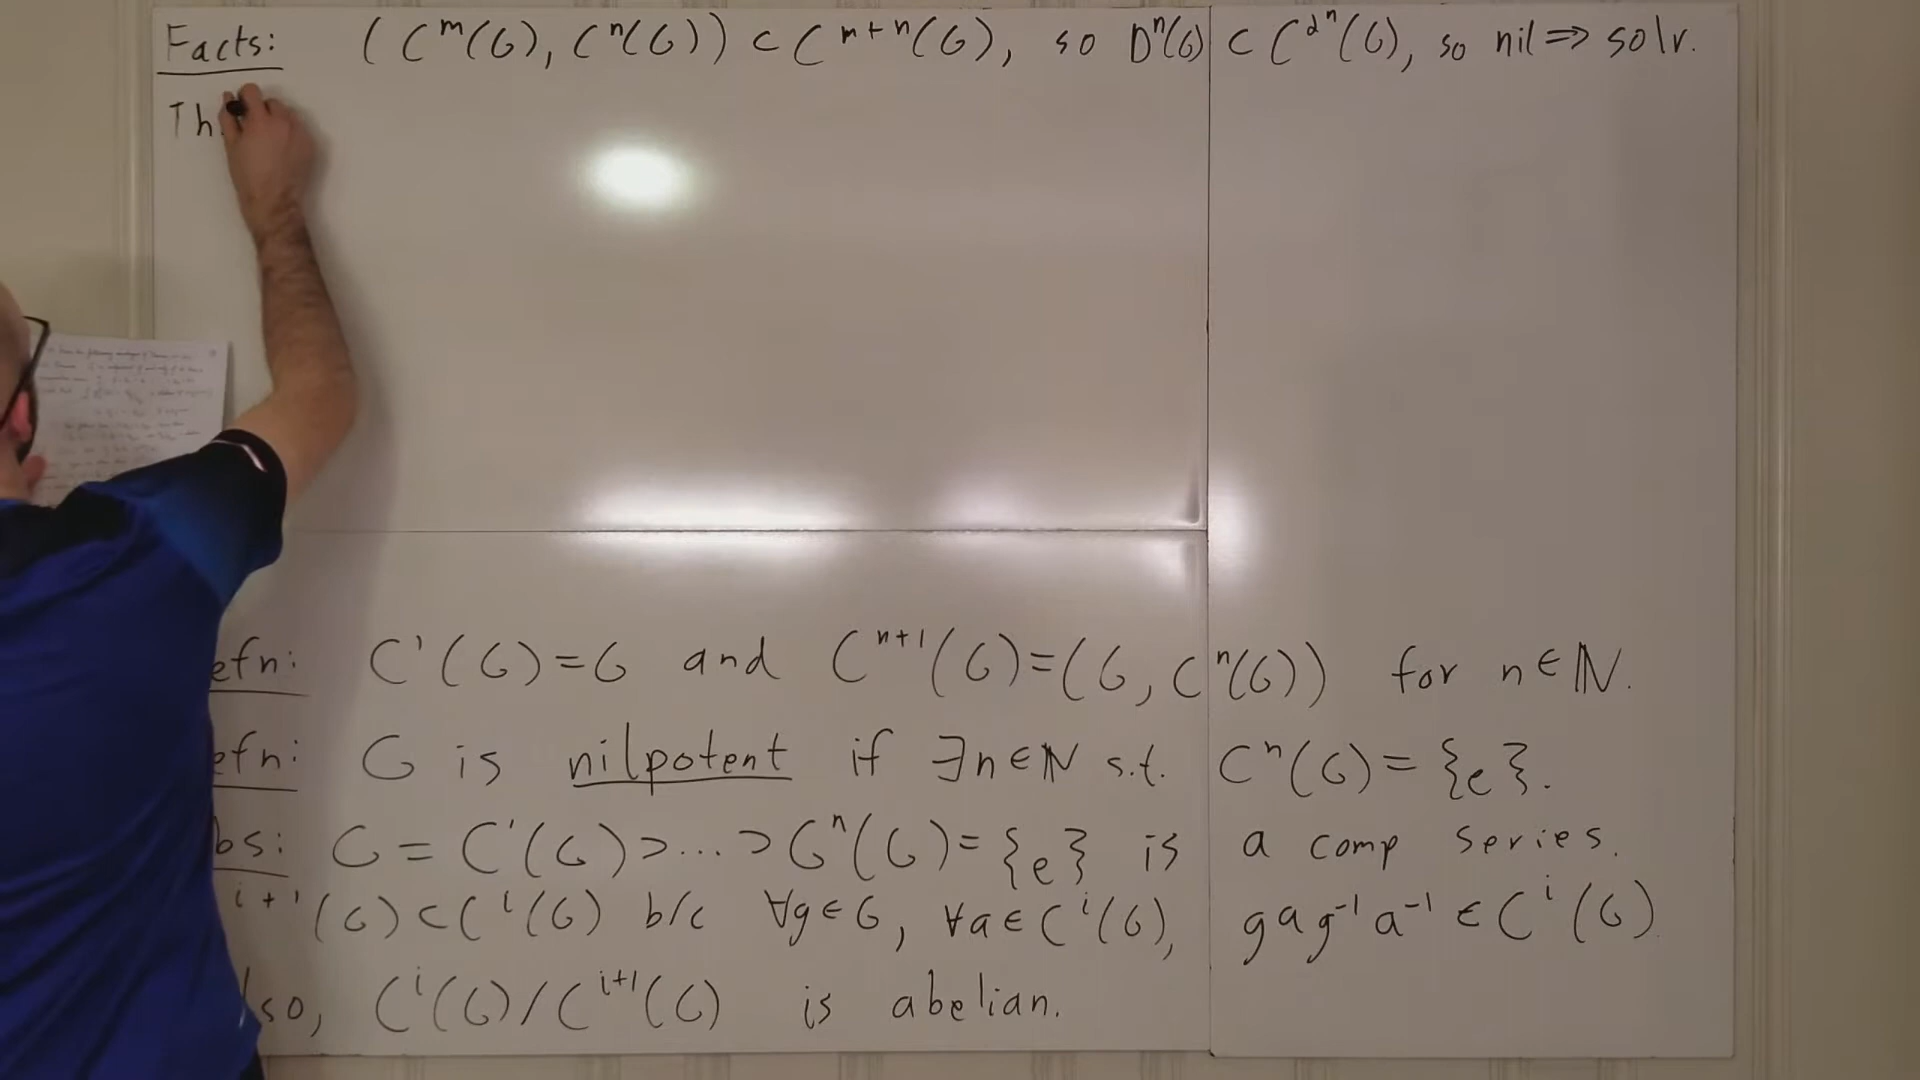 Facts: (C^m(G), C^n(G)) ⊂ C^{m+n}(G), so D^n(G) ⊂ C^{2^n}(G), so nil ⇒ solv.
Th
efn: C^1(G)=G and C^{n+1}(G)=(G, C^n(G)) for n∈ℕ.
efn: G is nilpotent if ∃n∈ℕ s.t. C^n(G)={e}.
bs: G=C^1(G)⊃...⊃C^n(G)={e} is a comp series.
^{i+1}(G)⊂C^i(G) b/c ∀g∈G, ∀a∈C^i(G), gag^{-1}a^{-1}∈C^i(G).
lso, C^i(G)/C^{i+1}(G) is abelian.